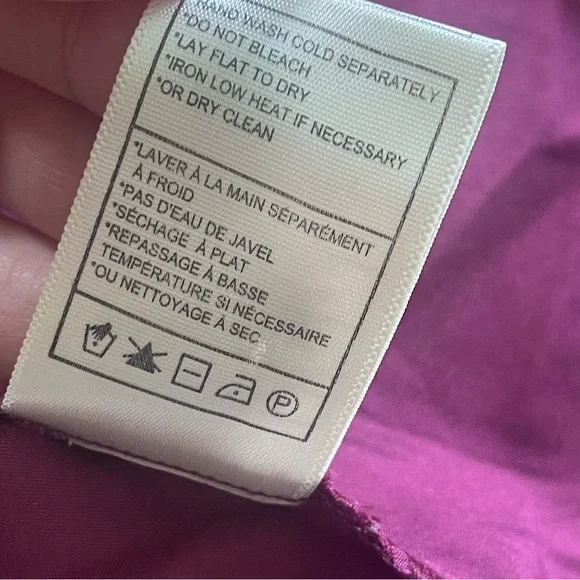 HAND WASH COLD SEPARATELY
*DO NOT BLEACH
*LAY FLAT TO DRY
*IRON LOW HEAT IF NECESSARY
*OR DRY CLEAN
*LAVER À LA MAIN SEPARÉMENT
À FROID
*PAS D'EAU DE JAVEL
*SÉCHAGE À PLAT
*REPASSAGE À BASSE
TEMPÉRATURE SI NÉCESSAIRE
*OU NETTOYAGE À SEC
P